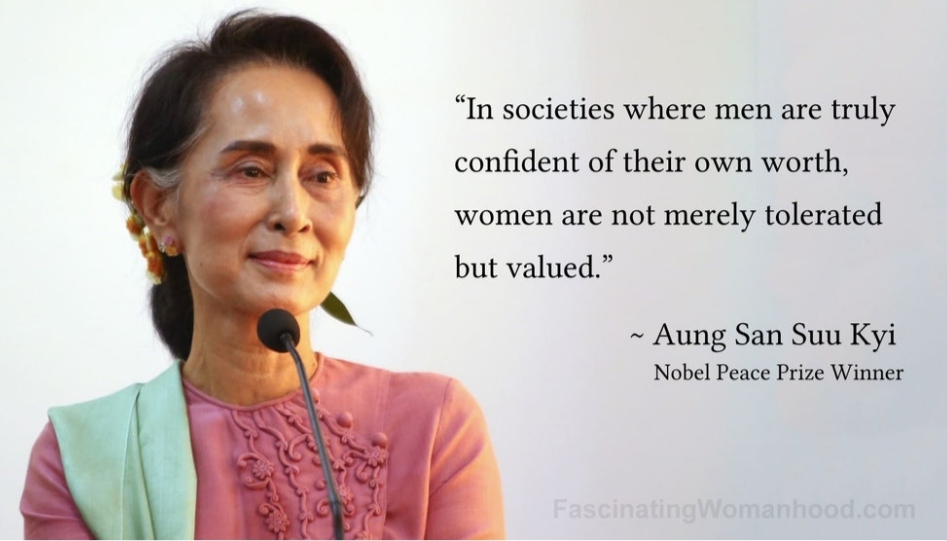 “In societies where men are truly
confident of their own worth,
women are not merely tolerated
but valued.”
~ Aung San Suu Kyi
Nobel Peace Prize Winner
FascinatingWomanhood.com